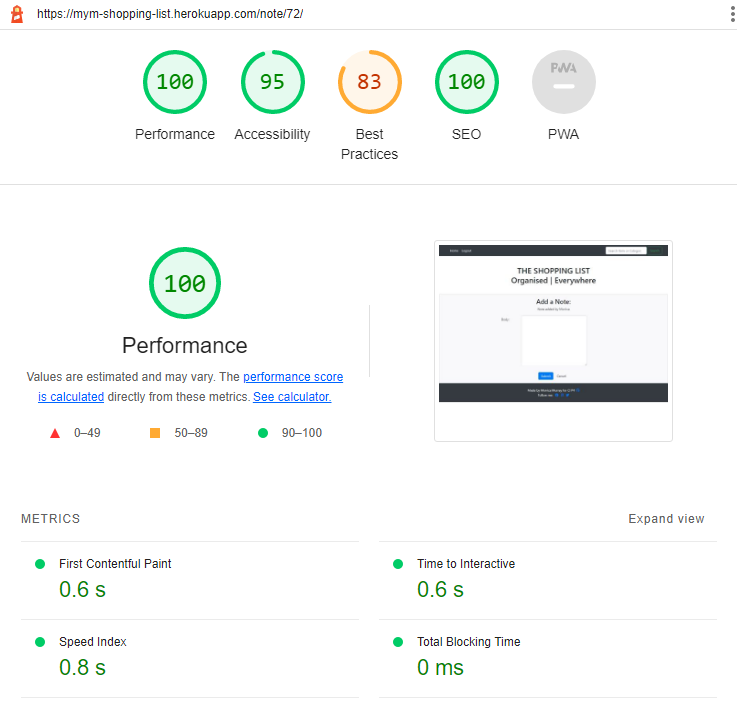 https://mym-shopping-list.herokuapp.com/note/72/
100 95 83 100 PWA
Performance Accessibility Best Practices SEO PWA
100
Performance
Values are estimated and may vary. The performance score
is calculated directly from these metrics. See calculator.
0–49 50–89 90–100
THE SHOPPING LIST
Organised | Everywhere
Add a Note:
METRICS Expand view
First Contentful Paint Time to Interactive
0.6 s 0.6 s
Speed Index Total Blocking Time
0.8 s 0 ms